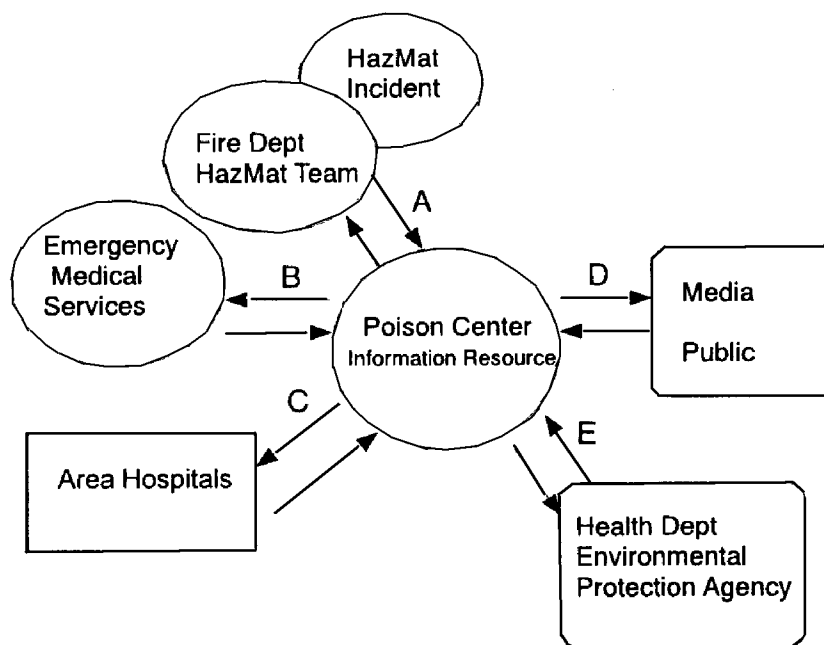 HazMat
Incident
Fire Dept
HazMat Team
A
Emergency
Medical
Services
B
D
Media
Public
Poison Center
Information Resource
C
E
Area Hospitals
Health Dept
Environmental
Protection Agency